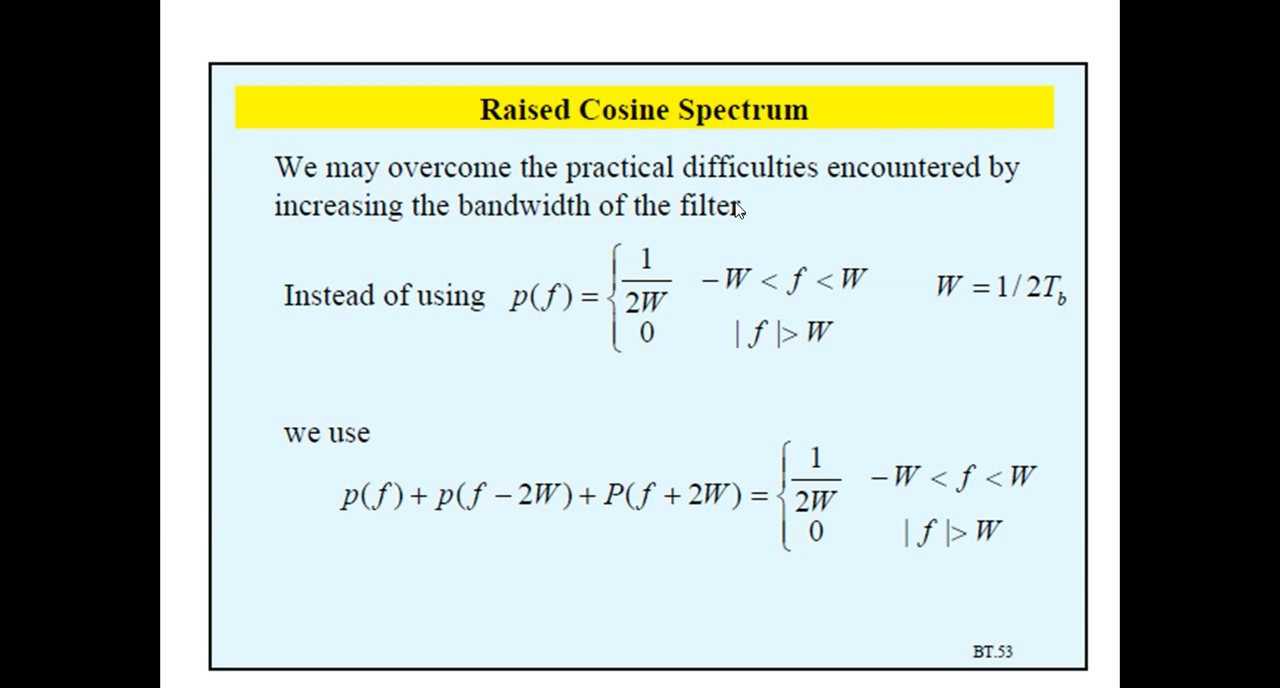 Raised Cosine Spectrum
We may overcome the practical difficulties encountered by
increasing the bandwidth of the filter.
Instead of using p(f) = { 1/2W −W < f < W W = 1/2T_b
0 | f |> W
we use
p(f) + p(f − 2W) + P(f + 2W) = { 1/2W −W < f < W
0 | f |> W
BT.53